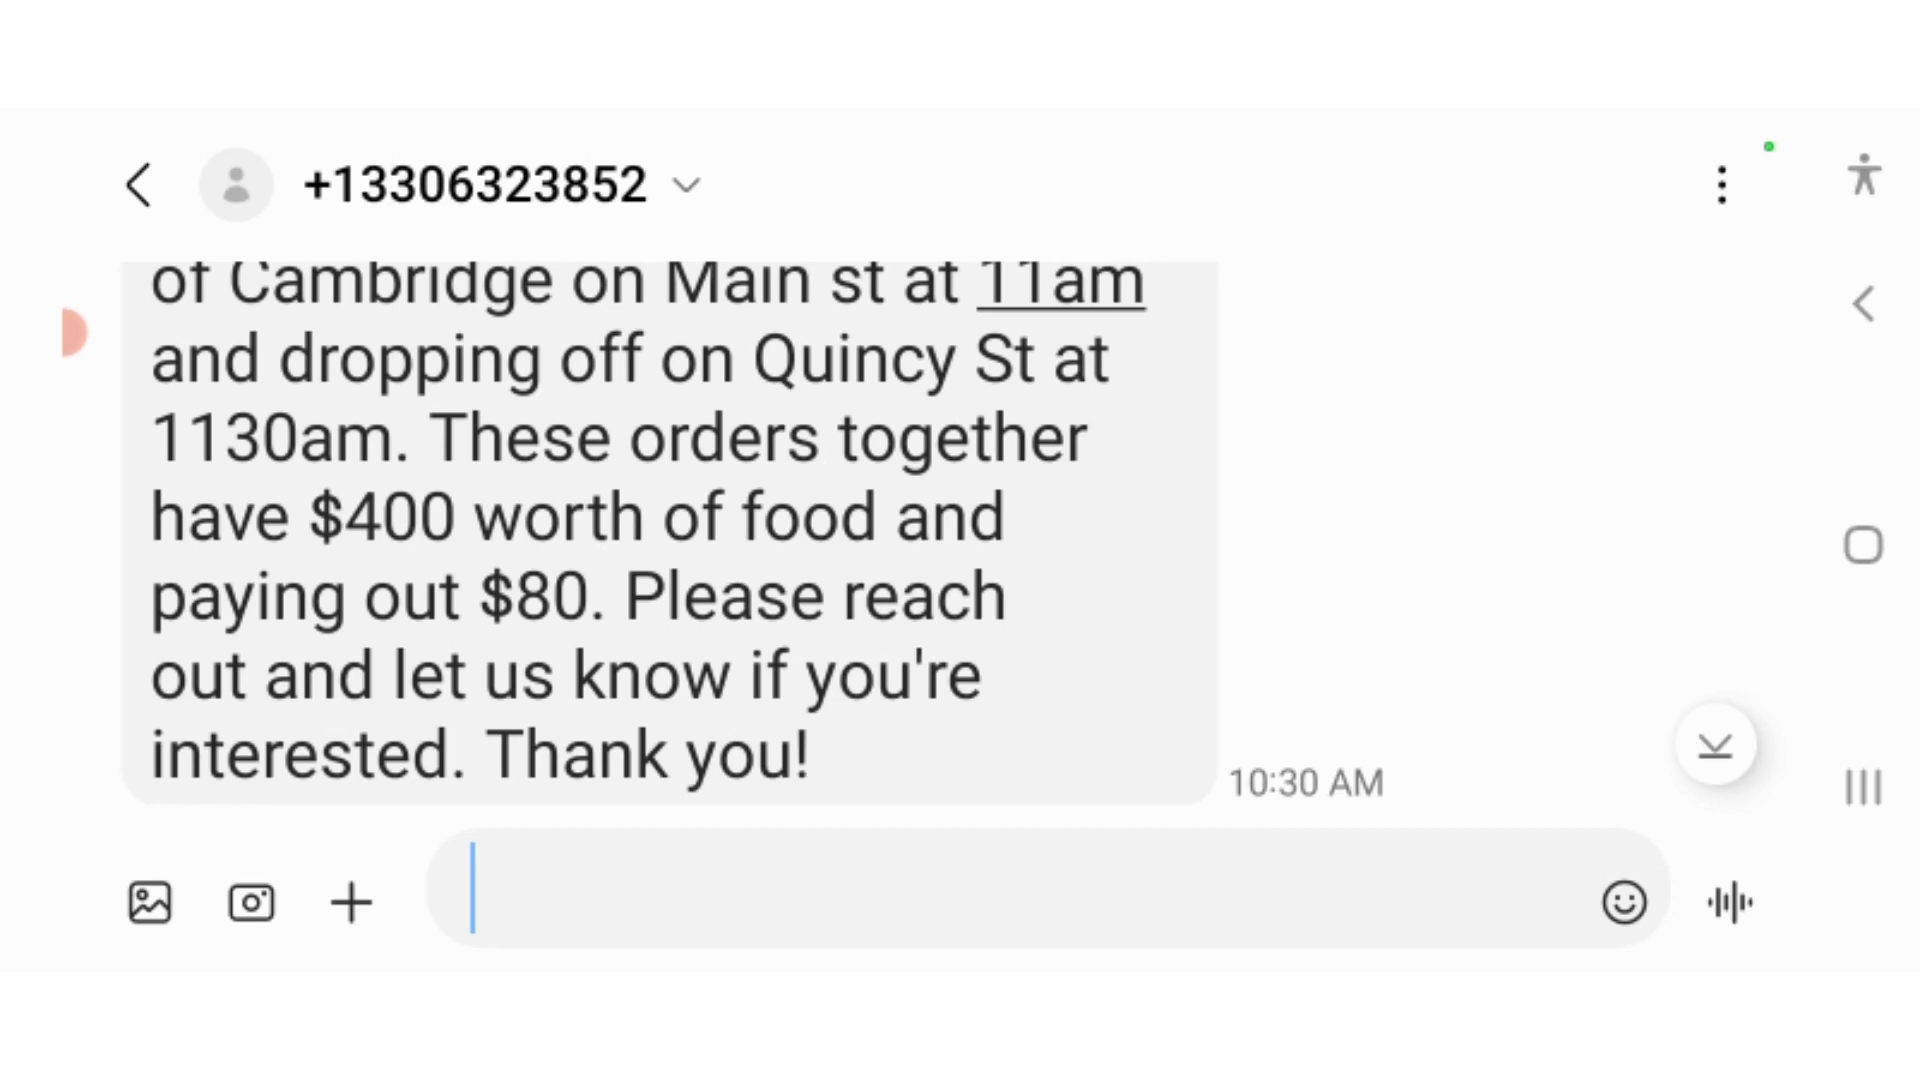 +13306323852
of Cambridge on Main st at 11am
and dropping off on Quincy St at
1130am. These orders together
have $400 worth of food and
paying out $80. Please reach
out and let us know if you're
interested. Thank you!
10:30 AM